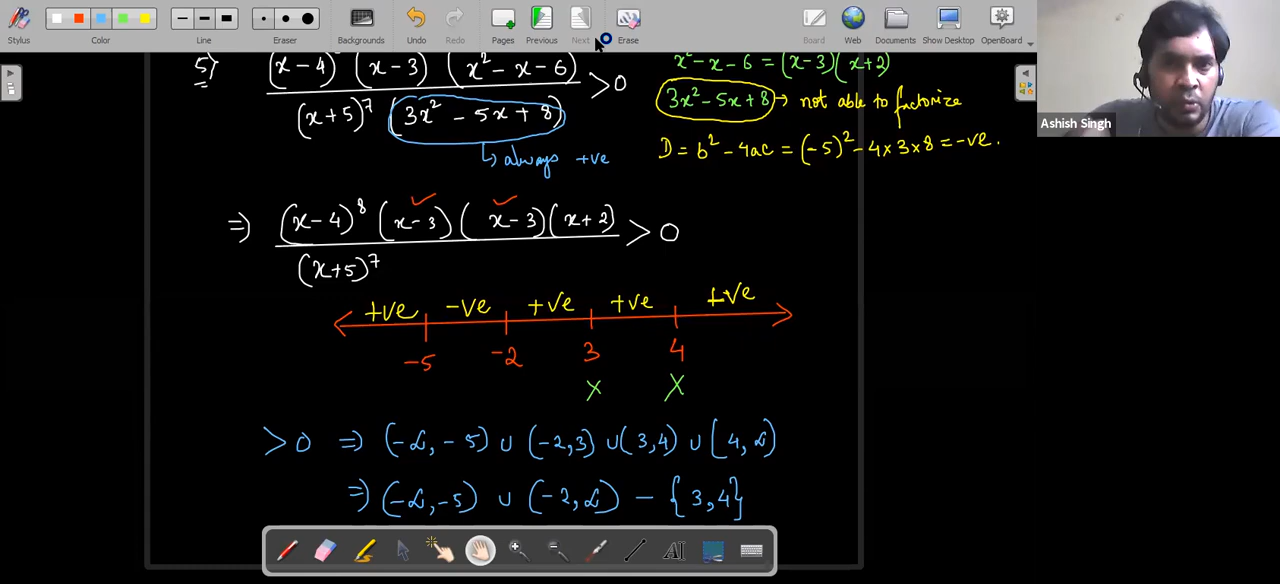 Stylus Color Line Eraser Backgrounds Undo Redo Pages Previous Next Erase Board Web Documents Show Desktop OpenBoard
Ashish Singh
5) (x-4) (x-3) (x² - x - 6) > 0
(x+5)⁷ (3x² - 5x + 8)
↳ always +ve
x² - x - 6 = (x-3)(x+2)
3x² - 5x + 8 → not able to factorize
D = b² - 4ac = (-5)² - 4×3×8 = -ve.
⇒ (x-4)⁸ (x-3) (x-3)(x+2) > 0
(x+5)⁷
+ve -ve +ve +ve +ve
-5 -2 3 4
x x
>0 ⇒ (-∞, -5) ∪ (-2,3) ∪ (3,4) ∪ (4,∞)
⇒ (-∞,-5) ∪ (-2,∞) - {3,4}
AI